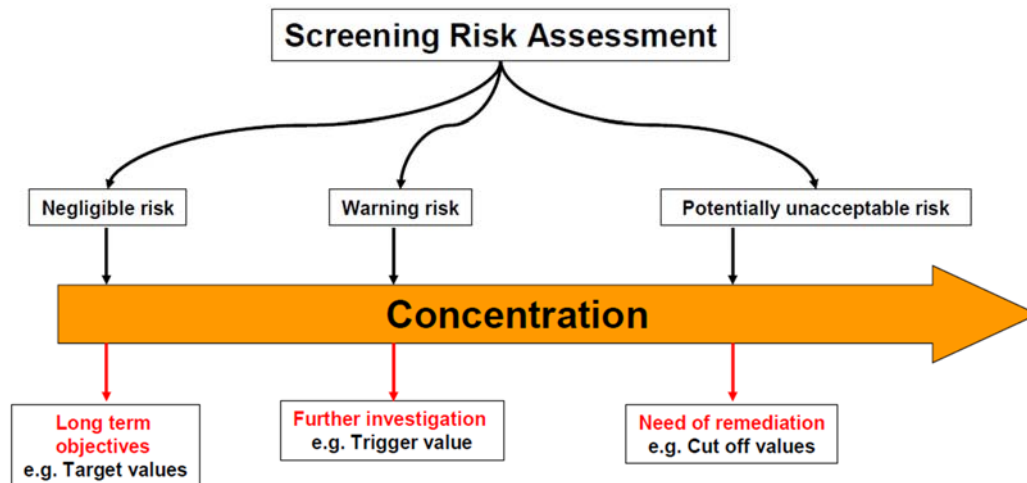 Screening Risk Assessment
Negligible risk
Warning risk
Potentially unacceptable risk
Concentration
Long term
objectives
e.g. Target values
Further investigation
e.g. Trigger value
Need of remediation
e.g. Cut off values